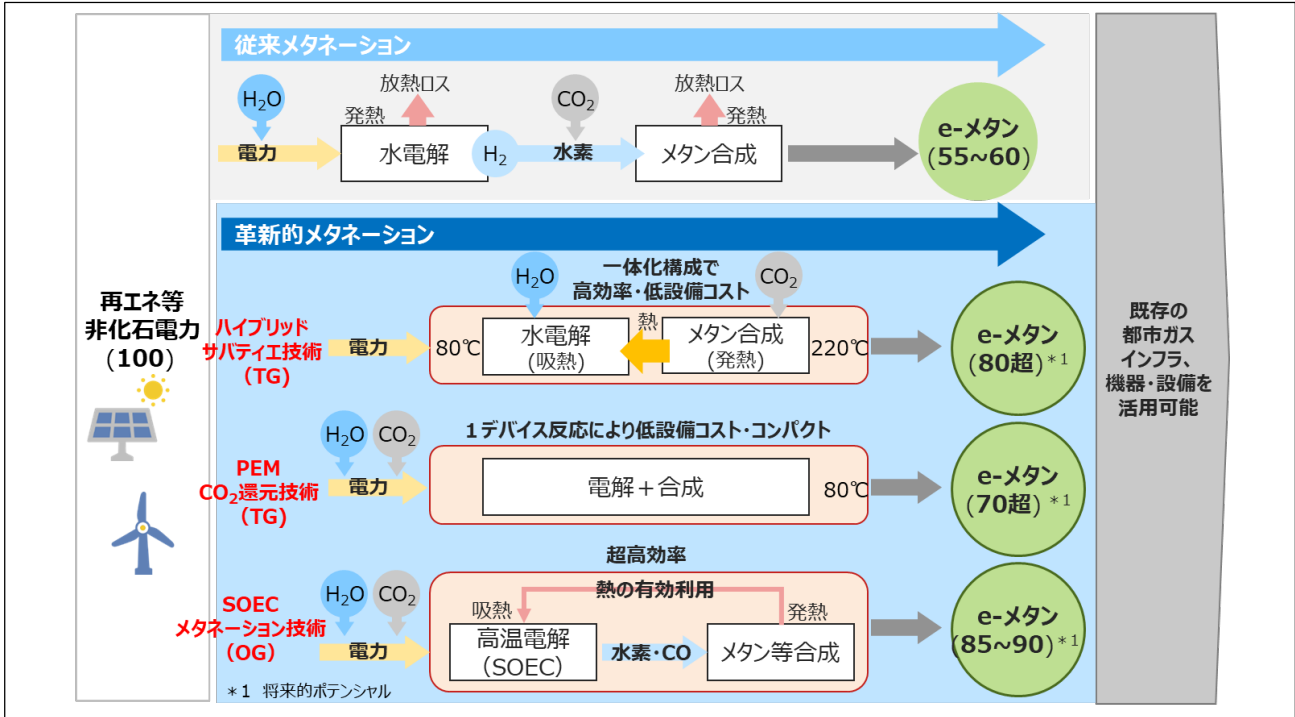 従来メタネーション
H₂O
放熱ロス
CO₂
放熱ロス
発熱
発熱
電力
水電解
H₂
水素
メタン合成
e-メタン
(55~60)
革新的メタネーション
再エネ等
非化石電力
(100)
一体化構成で
高効率・低設備コスト
H₂O
CO₂
ハイブリッド
サバティエ技術
(TG)
電力
80℃
水電解
(吸熱)
熱
メタン合成
(発熱)
220℃
e-メタン
(80超)*1
1デバイス反応により低設備コスト・コンパクト
H₂O
CO₂
PEM
CO₂還元技術
(TG)
電力
電解+合成
80℃
e-メタン
(70超)*1
超高効率
熱の有効利用
H₂O
CO₂
SOEC
メタネーション技術
(OG)
電力
吸熱
高温電解
(SOEC)
水素・CO
発熱
メタン等合成
e-メタン
(85~90)*1
*1 将来的ポテンシャル
既存の
都市ガス
インフラ、
機器・設備を
活用可能